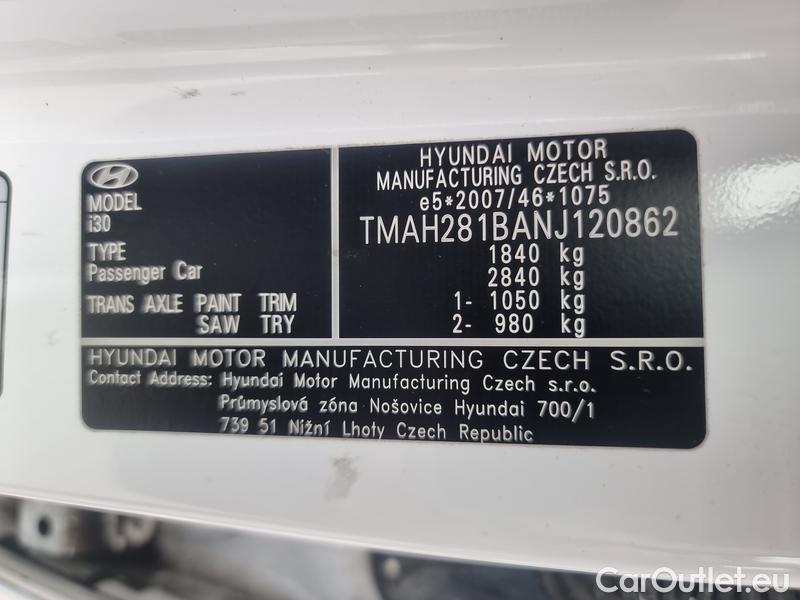 MODEL
i30
TYPE
Passenger Car
TRANS AXLE PAINT TRIM
SAW TRY
HYUNDAI MOTOR
MANUFACTURING CZECH S.R.O.
e5*2007/46*1075
TMAH281BANJ120862
1840 kg
2840 kg
1- 1050 kg
2- 980 kg
HYUNDAI MOTOR MANUFACTURING CZECH S.R.O.
Contact Address: Hyundai Motor Manufacturing Czech s.r.o.
Průmyslová zóna Nošovice Hyundai 700/1
739 51 Nižní Lhoty Czech Republic
CarOutlet.eu